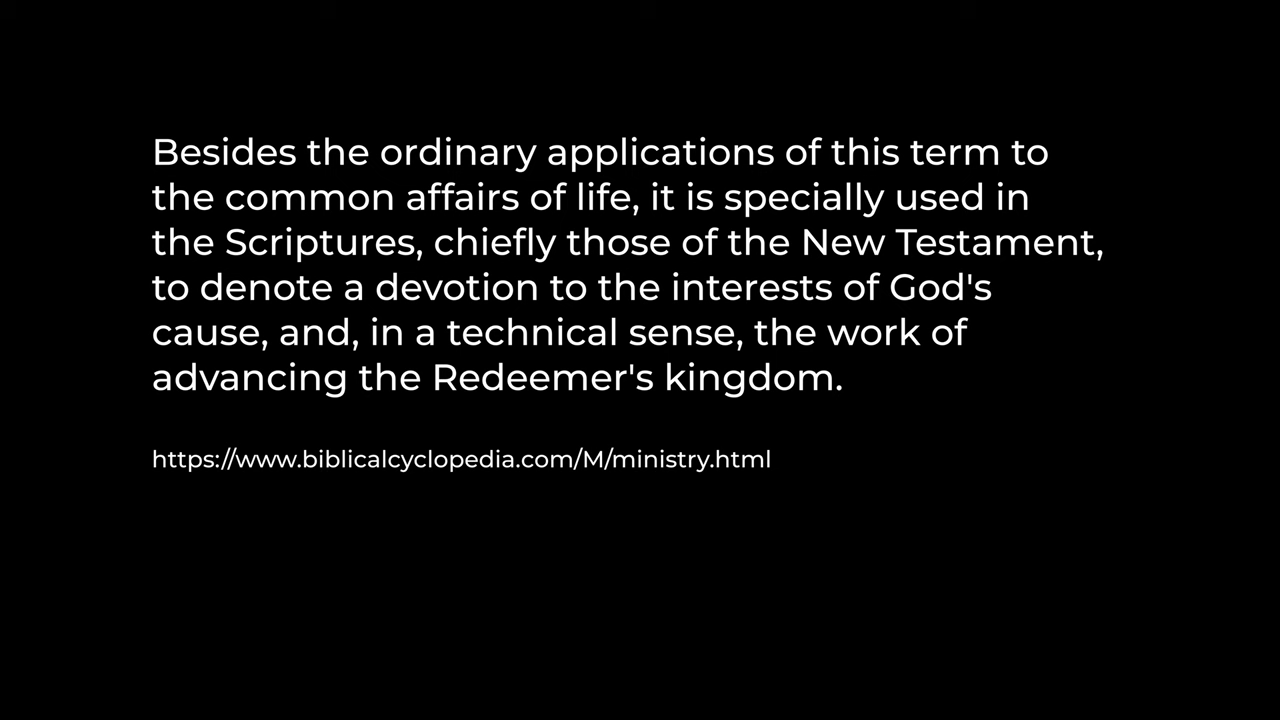 Besides the ordinary applications of this term to
the common affairs of life, it is specially used in
the Scriptures, chiefly those of the New Testament,
to denote a devotion to the interests of God's
cause, and, in a technical sense, the work of
advancing the Redeemer's kingdom.
https://www.biblicalcyclopedia.com/M/ministry.html